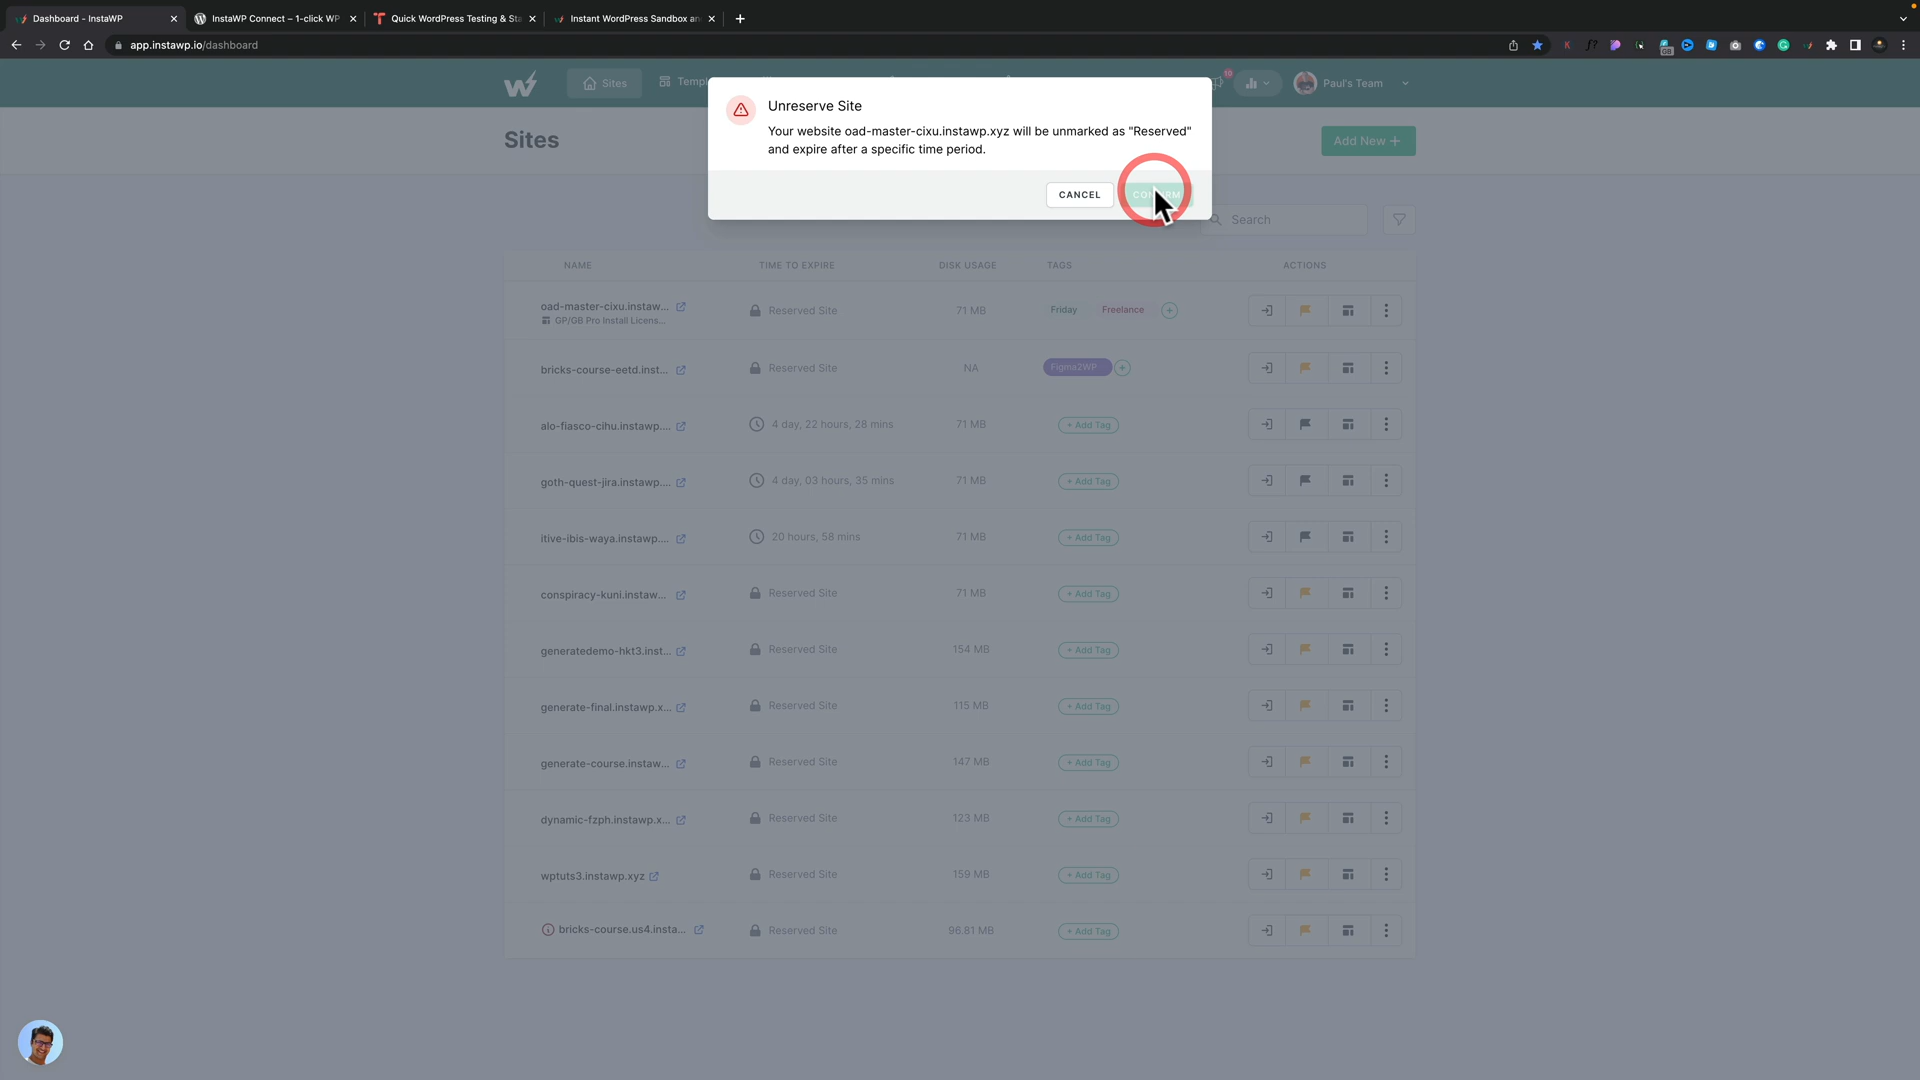 Dashboard - InstaWP
InstaWP Connect – 1-click WP
Quick WordPress Testing & Sta
Instant WordPress Sandbox an
app.instawp.io/dashboard
Sites
Templ
10
Paul's Team
Unreserve Site
Your website oad-master-cixu.instawp.xyz will be unmarked as "Reserved"
and expire after a specific time period.
CANCEL
Sites
Add New +
Search
NAME TIME TO EXPIRE DISK USAGE TAGS ACTIONS
oad-master-cixu.instaw... Reserved Site 71 MB Friday Freelance
GP/GB Pro Install Licens...
bricks-course-eetd.inst... Reserved Site NA Figma2WP
alo-fiasco-cihu.instawp.... 4 day, 22 hours, 28 mins 71 MB + Add Tag
goth-quest-jira.instawp.... 4 day, 03 hours, 35 mins 71 MB + Add Tag
itive-ibis-waya.instawp.... 20 hours, 58 mins 71 MB + Add Tag
conspiracy-kuni.instaw... Reserved Site 71 MB + Add Tag
generatedemo-hkt3.inst... Reserved Site 154 MB + Add Tag
generate-final.instawp.x... Reserved Site 115 MB + Add Tag
generate-course.instaw... Reserved Site 147 MB + Add Tag
dynamic-fzph.instawp.x... Reserved Site 123 MB + Add Tag
wptuts3.instawp.xyz Reserved Site 159 MB + Add Tag
bricks-course.us4.insta... Reserved Site 96.81 MB + Add Tag